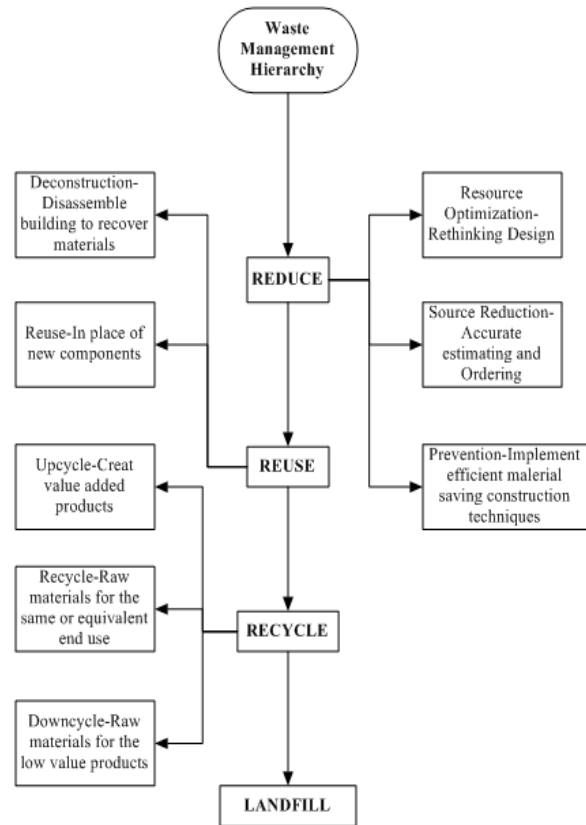 Waste
Management
Hierarchy
Deconstruction-
Disassemble
building to recover
materials
Resource
Optimization-
Rethinking Design
REDUCE
Reuse-In place of
new components
Source Reduction-
Accurate
estimating and
Ordering
REUSE
Upcycle-Creat
value added
products
Prevention-Implement
efficient malerial
saving construction
techniques
Recycle-Raw
materials for the
same or equivalent
end use
RECYCLE
Downcycle-Raw
materials for the
low value products
LANDFILL